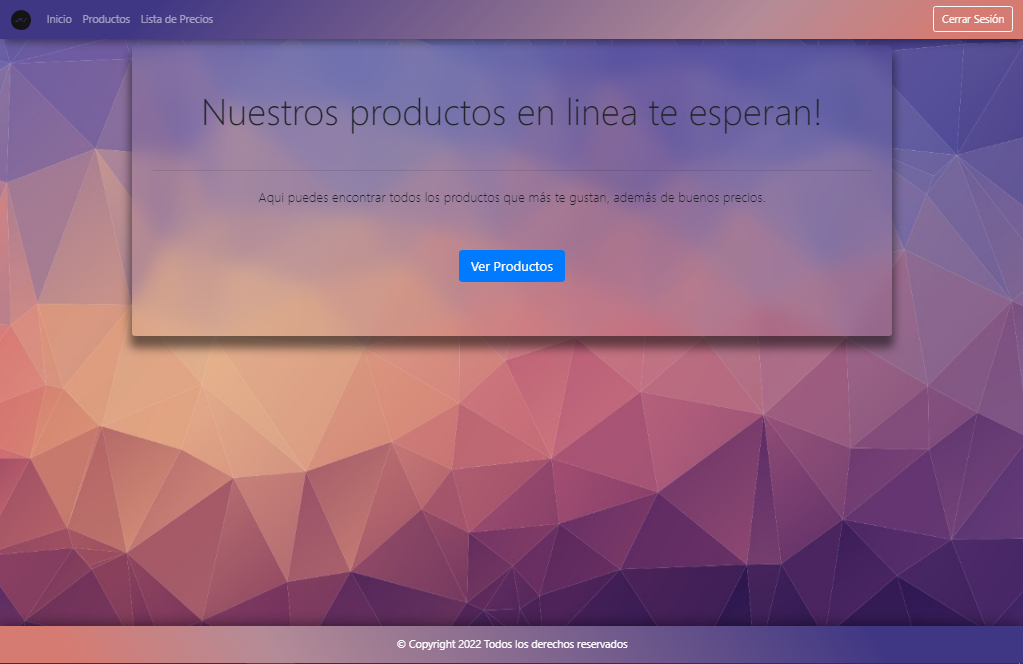 Inicio Productos Lista de Precios Cerrar Sesión
Nuestros productos en linea te esperan!
Aqui puedes encontrar todos los productos que más te gustan, además de buenos precios.
Ver Productos
© Copyright 2022 Todos los derechos reservados